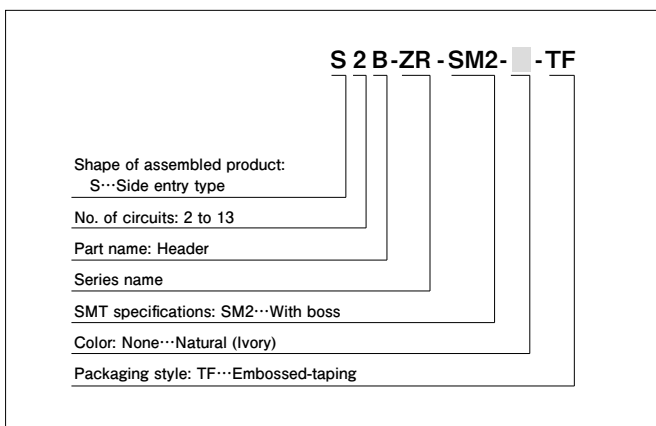 S 2 B-ZR-SM2- -TF
Shape of assembled product:
S…Side entry type
No. of circuits: 2 to 13
Part name: Header
Series name
SMT specifications: SM2…With boss
Color: None…Natural (Ivory)
Packaging style: TF…Embossed-taping